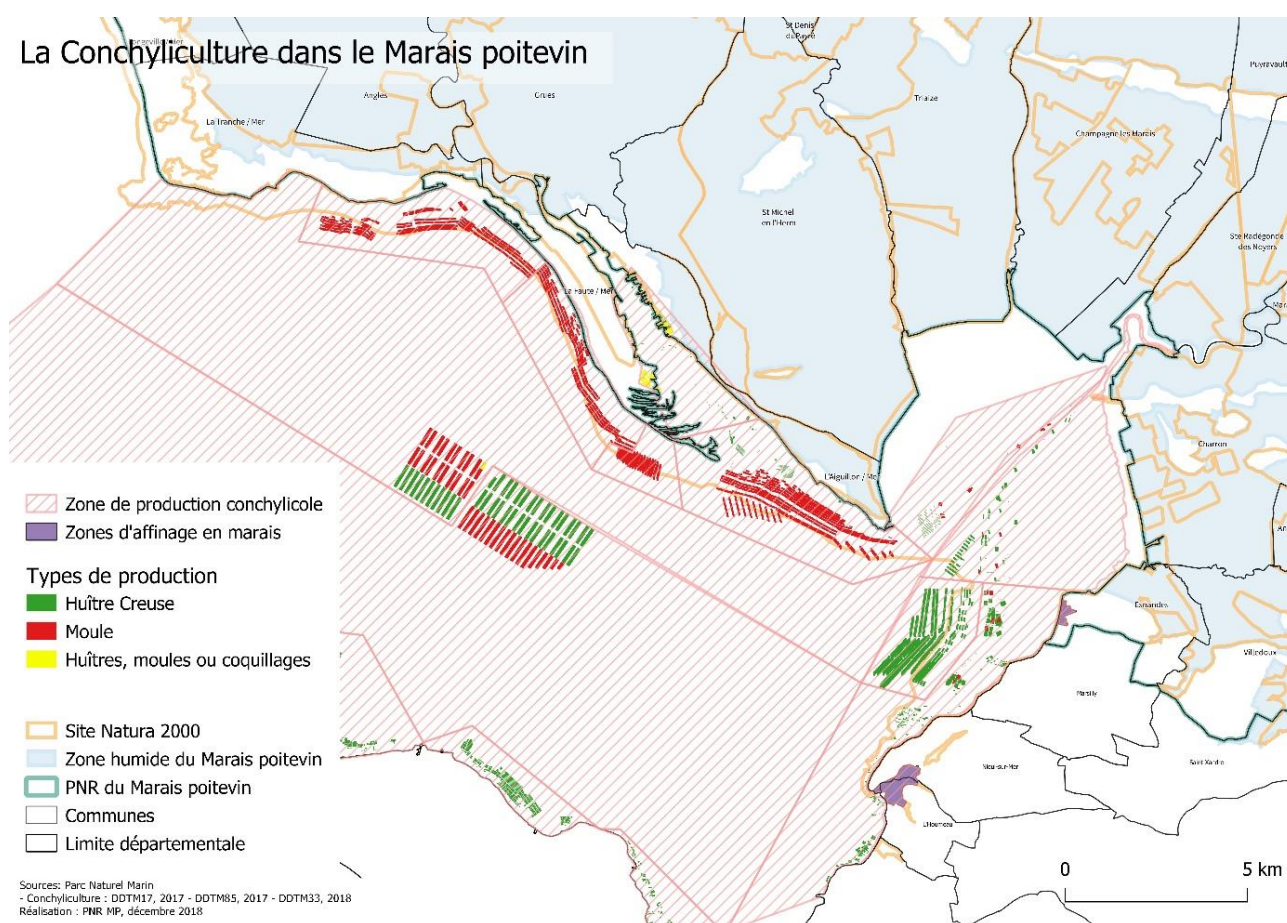 La Conchyliculture dans le Marais poitevin
St Denis
du Payré
Puyravault
Angles
Grues
Triaize
La Tranche / Mer
Champagné les Marais
St Michel
en l'Herm
Ste Radégonde
des Noyers
La Faute / Mer
Charron
L'Aiguillon / Mer
Zone de production conchylicole
Zones d'affinage en marais
Types de production
Huître Creuse
Moule
Huîtres, moules ou coquillages
Esnandes
Villedoux
Marsilly
Site Natura 2000
Zone humide du Marais poitevin
PNR du Marais poitevin
Communes
Limite départementale
Nieul-sur-Mer
Saint Xandre
L'Houmeau
0 5 km
Sources: Parc Naturel Marin
- Conchyliculture : DDTM17, 2017 - DDTM85, 2017 - DDTM33, 2018
Réalisation : PNR MP, décembre 2018